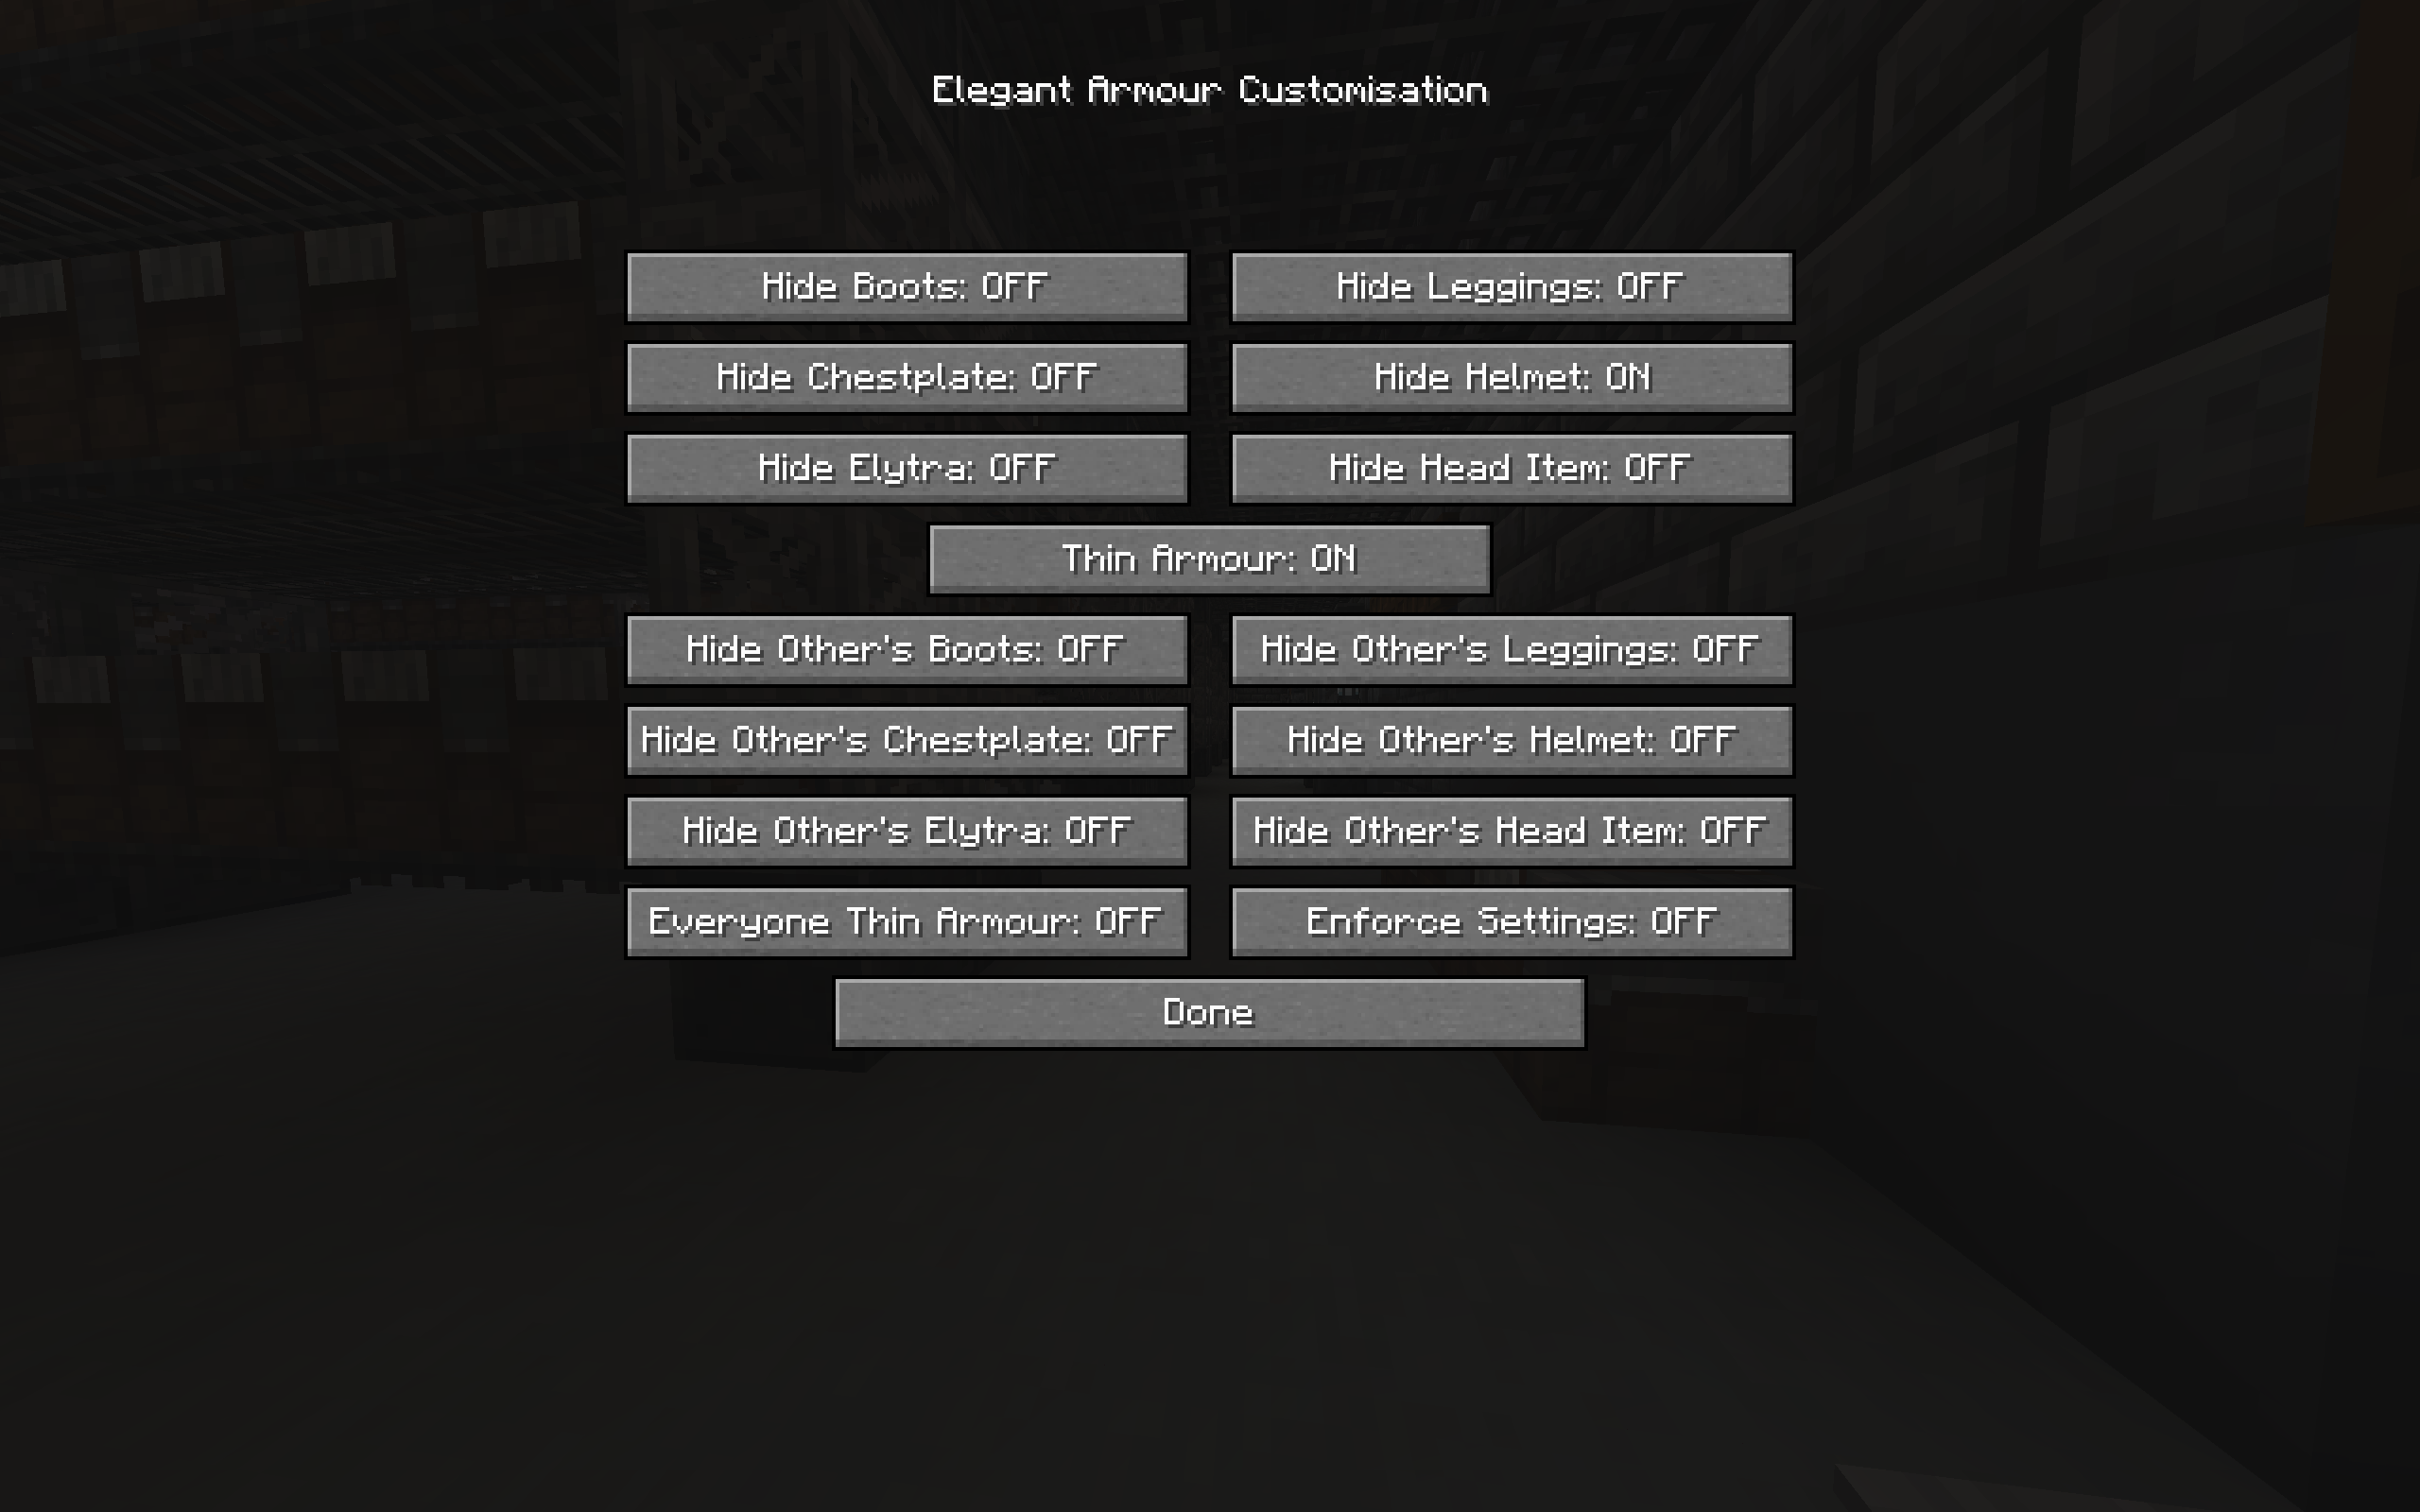 Elegant Armour Customisation
Hide Boots: OFF
Hide Leggings: OFF
Hide Chestplate: OFF
Hide Helmet: ON
Hide Elytra: OFF
Hide Head Item: OFF
Thin Armour: ON
Hide Other's Boots: OFF
Hide Other's Leggings: OFF
Hide Other's Chestplate: OFF
Hide Other's Helmet: OFF
Hide Other's Elytra: OFF
Hide Other's Head Item: OFF
Everyone Thin Armour: OFF
Enforce Settings: OFF
Done